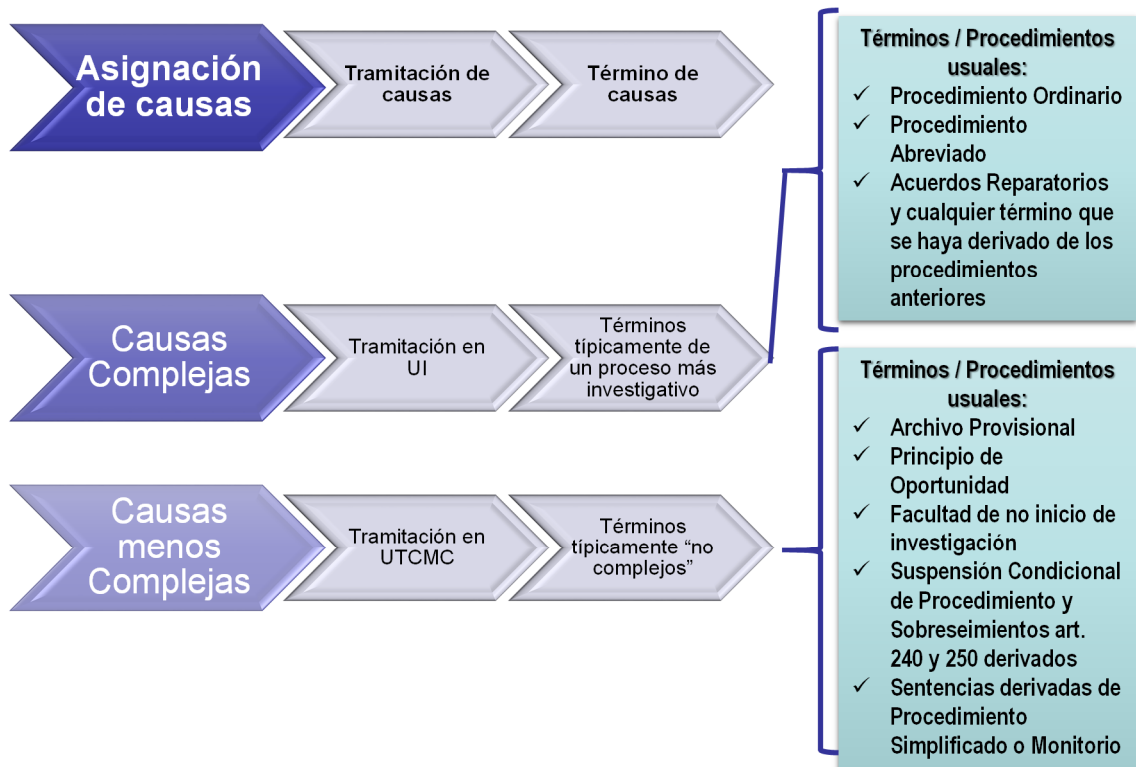 Asignación
de causas
Tramitación de
causas
Término de
causas
Causas
Complejas
Tramitación en
UI
Términos
típicamente de
un proceso más
investigativo
Causas
menos
Complejas
Tramitación en
UTCMC
Términos
típicamente “no
complejos”
Términos / Procedimientos
usuales:
✓ Procedimiento Ordinario
✓ Procedimiento
Abreviado
✓ Acuerdos Reparatorios
y cualquier término que
se haya derivado de los
procedimientos
anteriores
Términos / Procedimientos
usuales:
✓ Archivo Provisional
✓ Principio de
Oportunidad
✓ Facultad de no inicio de
investigación
✓ Suspensión Condicional
de Procedimiento y
Sobreseimientos art.
240 y 250 derivados
✓ Sentencias derivadas de
Procedimiento
Simplificado o Monitorio